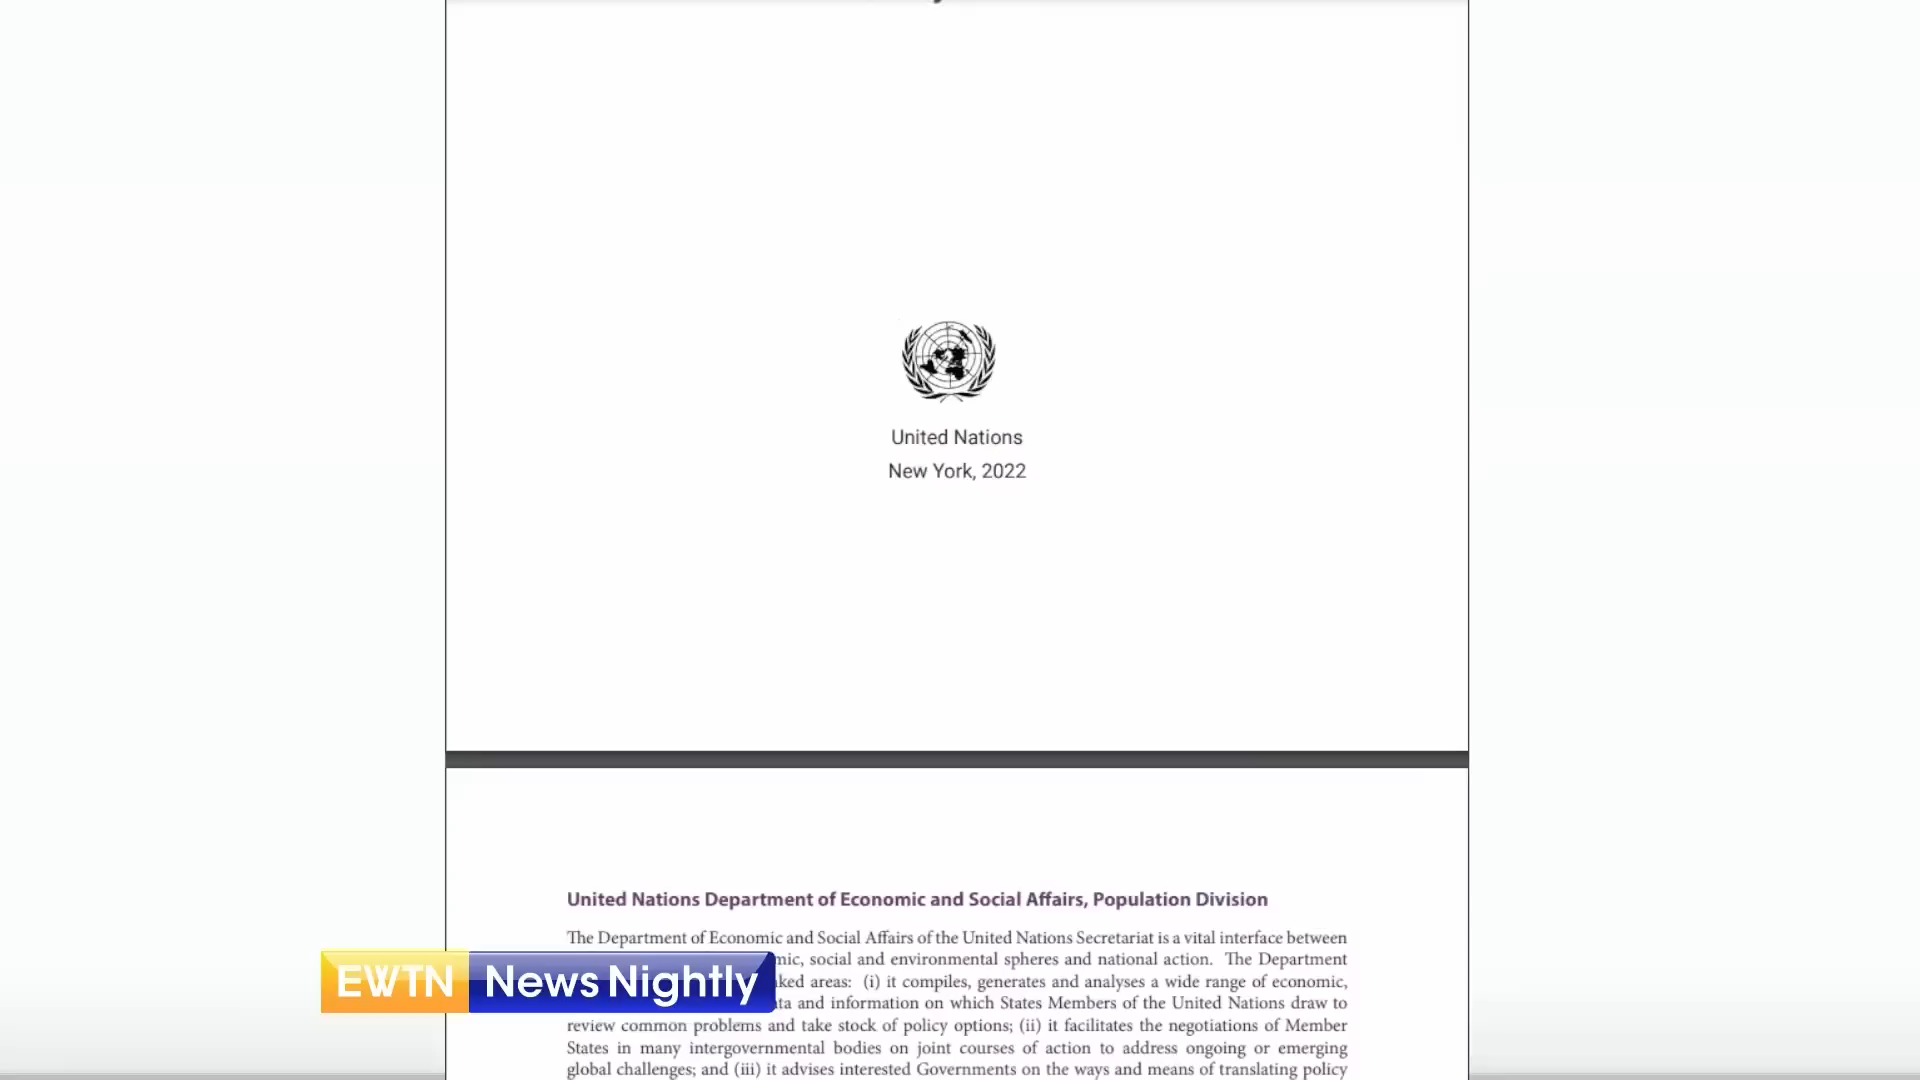 United Nations
New York, 2022
United Nations Department of Economic and Social Affairs, Population Division
The Department of Economic and Social Affairs of the United Nations Secretariat is a vital interface between
social and environmental spheres and national action. The Department
areas: (i) it compiles, generates and analyses a wide range of economic,
and information on which States Members of the United Nations draw to
review common problems and take stock of policy options; (ii) it facilitates the negotiations of Member
States in many intergovernmental bodies on joint courses of action to address ongoing or emerging
global challenges; and (iii) it advises interested Governments on the ways and means of translating policy
EWTN News Nightly